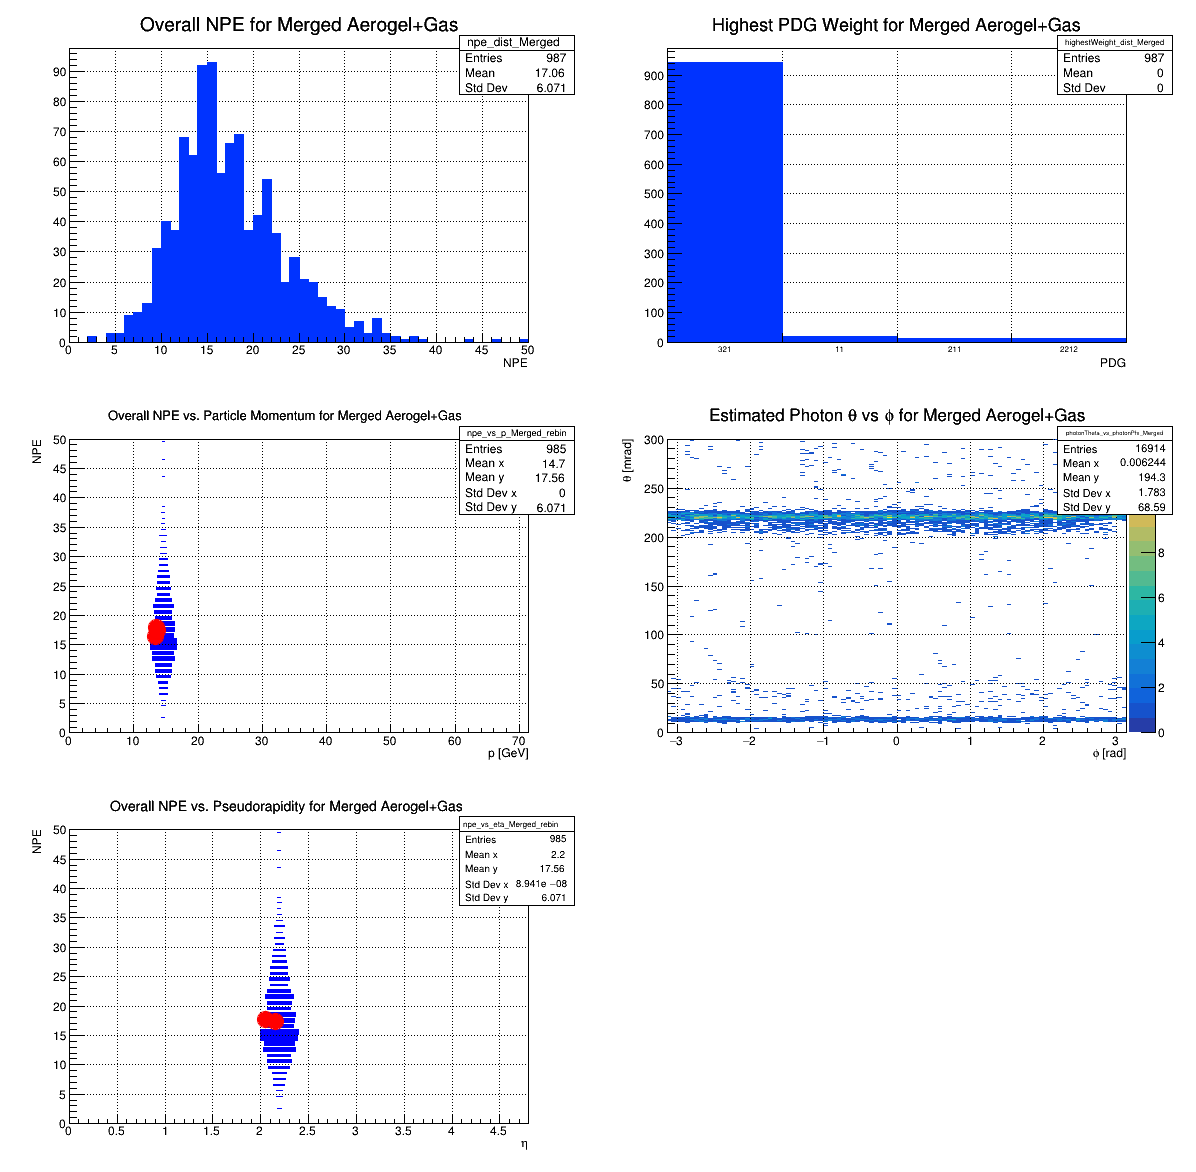 Overall NPE for Merged Aerogel+Gas
npe_dist_Merged
Entries 987
Mean 17.06
Std Dev 6.071
90
80
70
60
50
40
30
20
10
0
0 5 10 15 20 25 30 35 40 45 50
NPE
Highest PDG Weight for Merged Aerogel+Gas
highestWeight_dist_Merged
Entries 987
Mean 0
Std Dev 0
900
800
700
600
500
400
300
200
100
0
321 11 211 2212
PDG
Overall NPE vs. Particle Momentum for Merged Aerogel+Gas
npe_vs_p_Merged_rebin
Entries 985
Mean x 14.7
Mean y 17.56
Std Dev x 0
Std Dev y 6.071
NPE
50
45
40
35
30
25
20
15
10
5
0
0 10 20 30 40 50 60 70
p [GeV]
Estimated Photon θ vs ϕ for Merged Aerogel+Gas
photonTheta_vs_photonPhi_Merged
Entries 16914
Mean x 0.006244
Mean y 194.3
Std Dev x 1.783
Std Dev y 68.59
θ [mrad]
300
250
200
150
100
50
0
−3 −2 −1 0 1 2 3
ϕ [rad]
8
6
4
2
0
Overall NPE vs. Pseudorapidity for Merged Aerogel+Gas
npe_vs_eta_Merged_rebin
Entries 985
Mean x 2.2
Mean y 17.56
Std Dev x 8.941e −08
Std Dev y 6.071
NPE
50
45
40
35
30
25
20
15
10
5
0
0 0.5 1 1.5 2 2.5 3 3.5 4 4.5
η